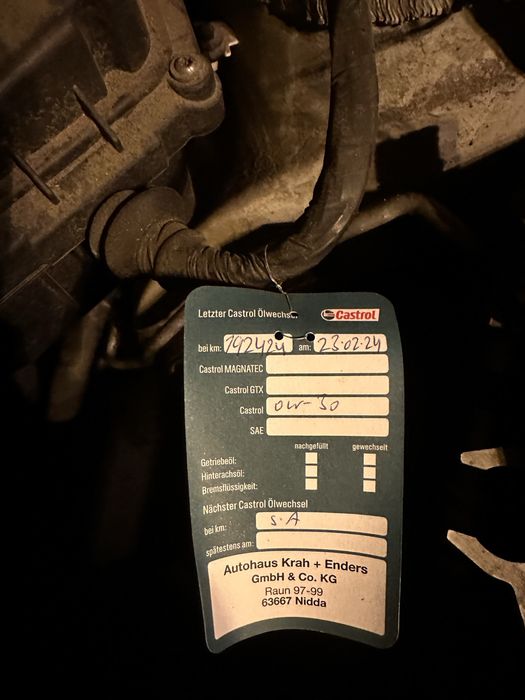 Letzter Castrol Ölwechsel Castrol
bei km: 192424 am: 23.02.24
Castrol MAGNATEC
Castrol GTX
Castrol 0W-30
SAE
nachgefüllt gewechselt
Getriebeöl:
Hinterachsöl:
Bremsflüssigkeit:
Nächster Castrol Ölwechsel
bei km: S.A
spätestens am:
Autohaus Krah + Enders
GmbH & Co. KG
Raun 97-99
63667 Nidda